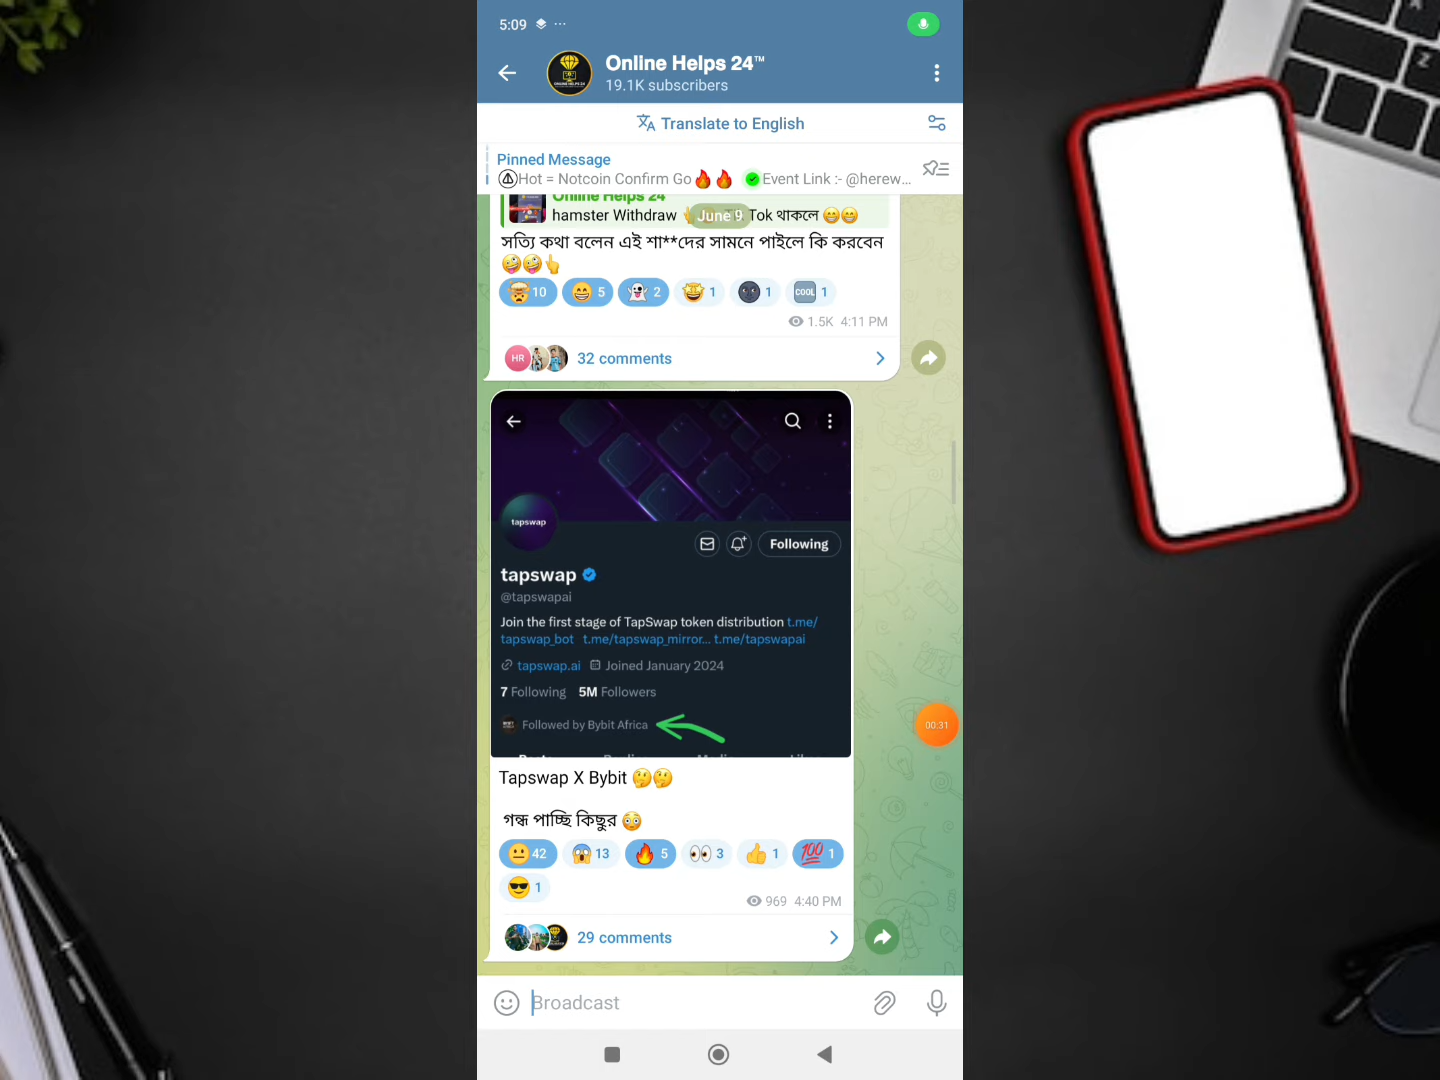 5:09
Online Helps 24™
19.1K subscribers
Translate to English
Pinned Message
Hot = Notcoin Confirm Go🔥🔥 ✅Event Link :- @herew...
Online Helps 24
hamster Withdraw Tok থাকলে 😁😁
June 9
সত্যি কথা বলেন এই শা**দের সামনে পাইলে কি করবেন
🤪🤪👆
🤯 10 😁 5 👻 2 🤩 1 🌚 1 🆒 1
1.5K 4:11 PM
HR
32 comments
tapswap
Following
tapswap
@tapswapai
Join the first stage of TapSwap token distribution t.me/
tapswap_bot t.me/tapswap_mirror... t.me/tapswapai
tapswap.ai Joined January 2024
7 Following 5M Followers
Followed by Bybit Africa
Tapswap X Bybit 🤔🤔
গন্ধ পাচ্ছি কিছুর 😳
😐 42 😱 13 🔥 5 👀 3 👍 1 💯 1
😎 1
969 4:40 PM
29 comments
00:31
Broadcast
Z